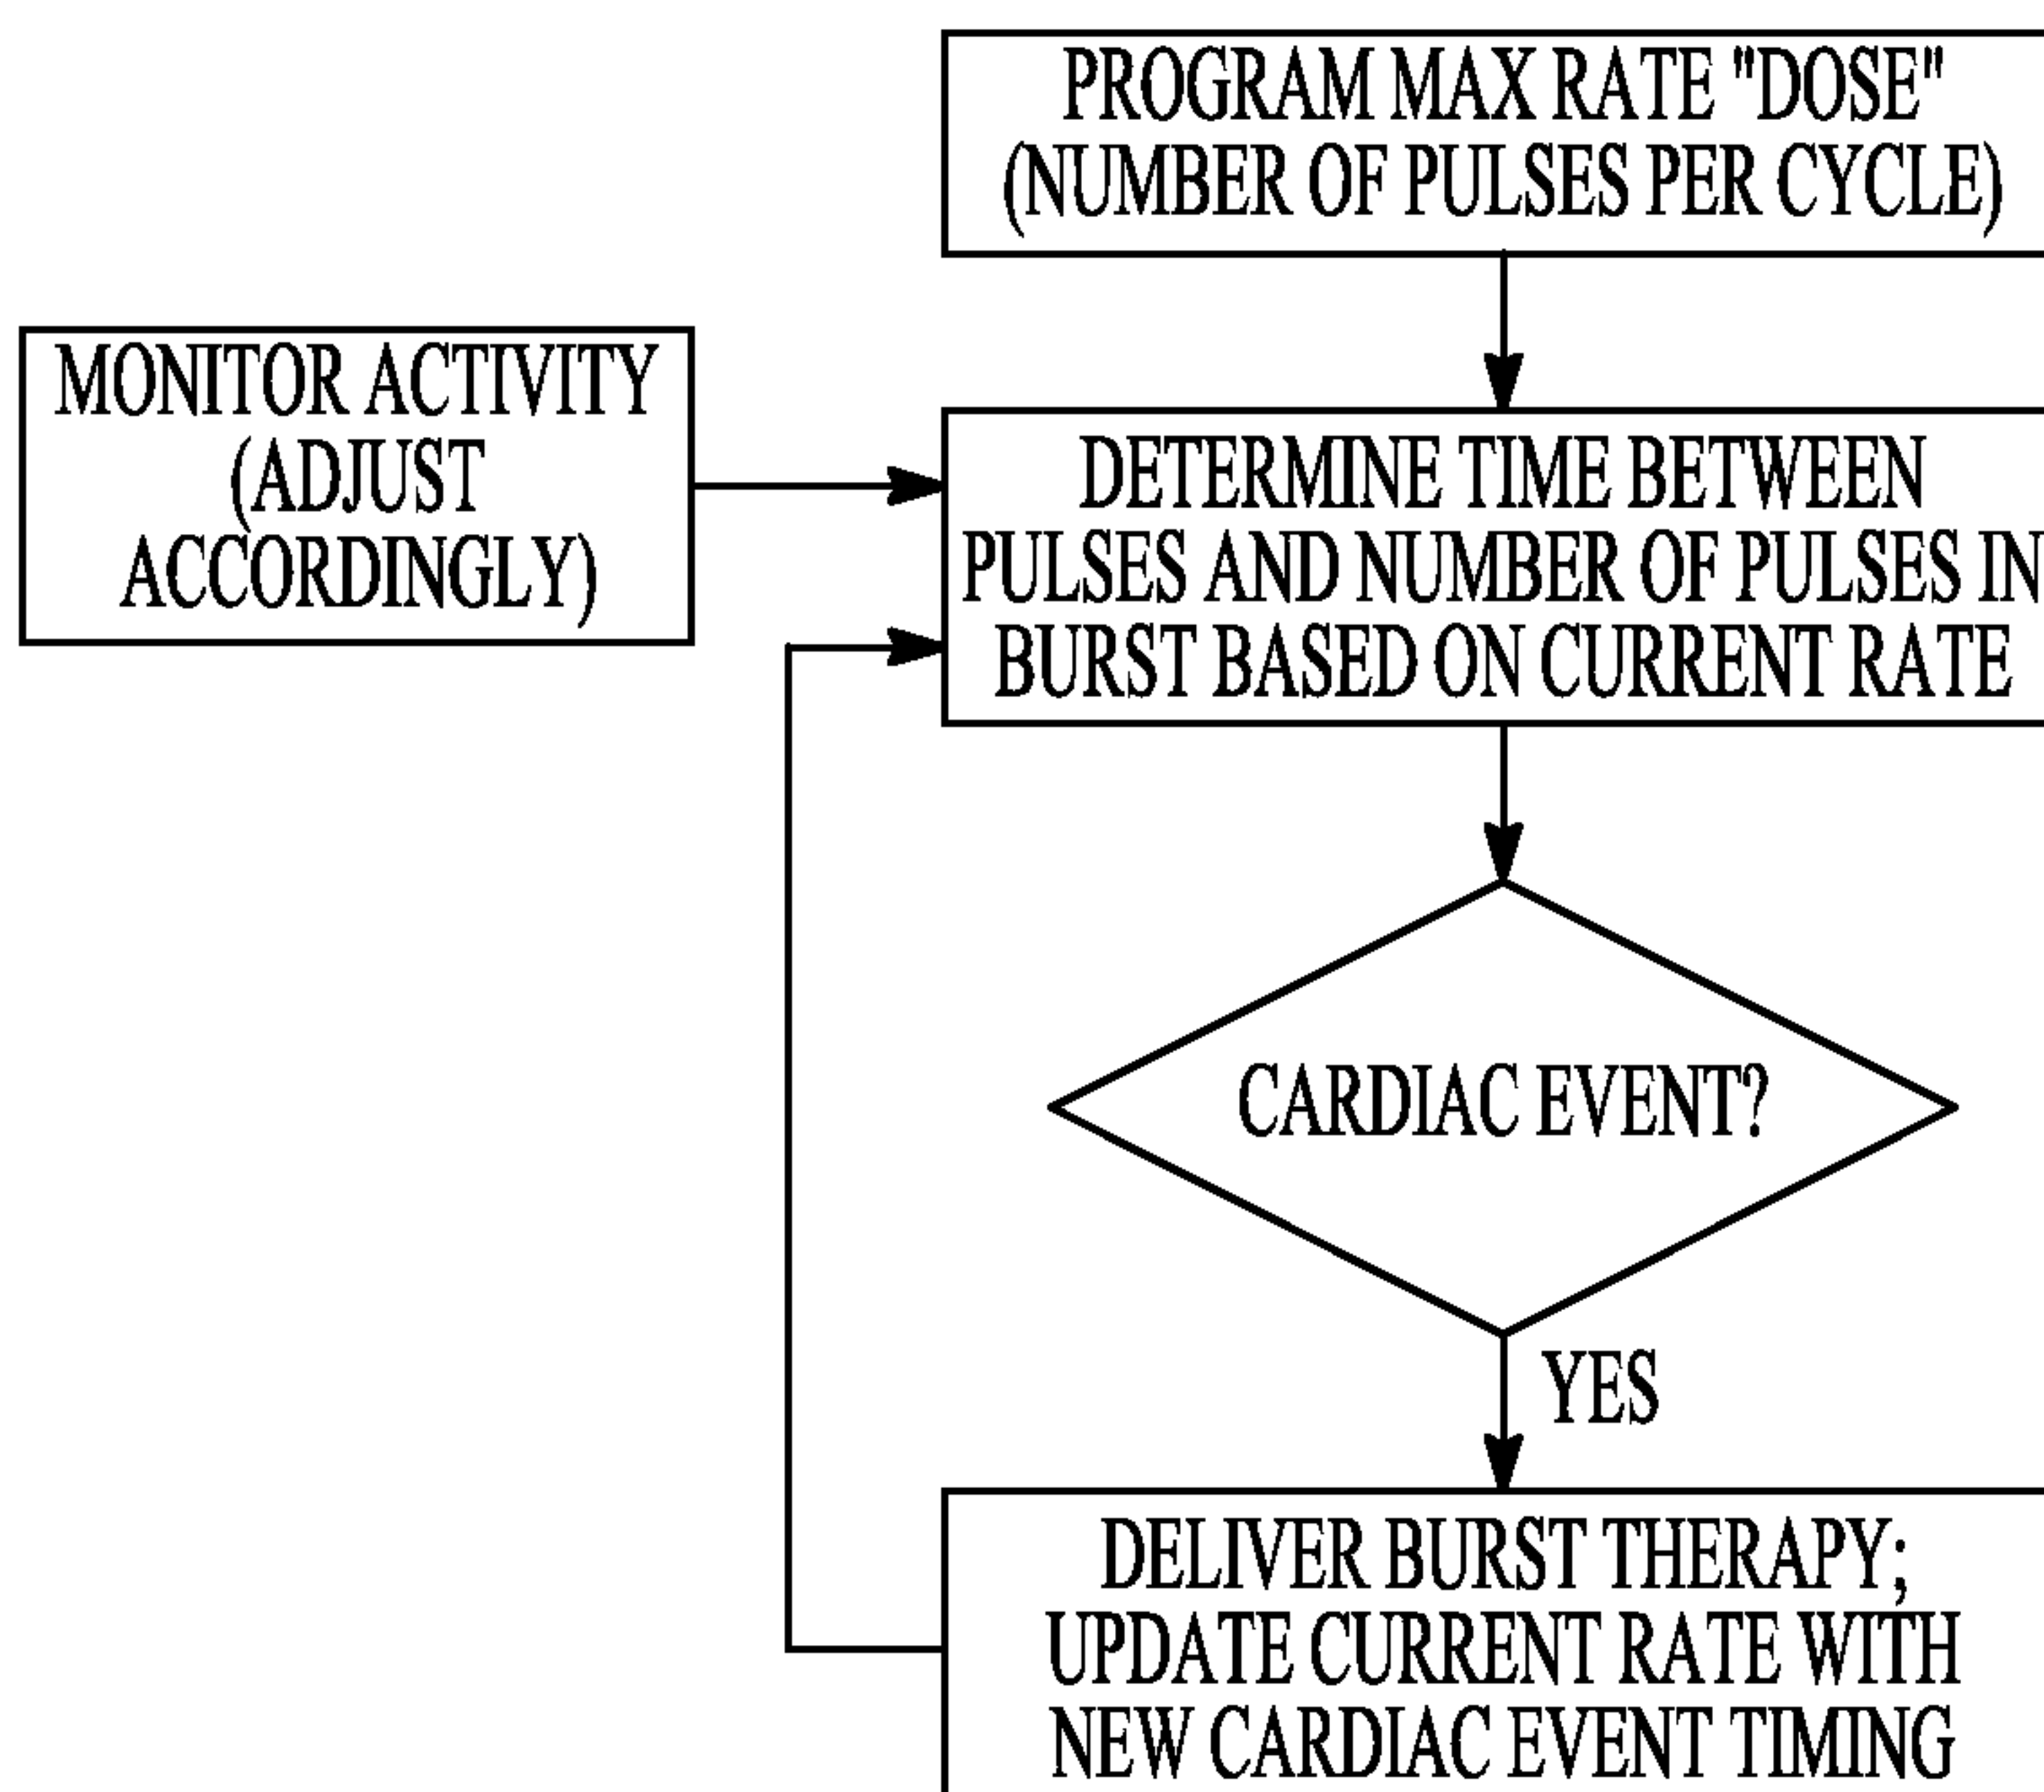 PROGRAM MAX RATE "DOSE"
(NUMBER OF PULSES PER CYCLE)
MONITOR ACTIVITY
(ADJUST
ACCORDINGLY)
DETERMINE TIME BETWEEN
PULSES AND NUMBER OF PULSES IN
BURST BASED ON CURRENT RATE
CARDIAC EVENT?
YES
DELIVER BURST THERAPY;
UPDATE CURRENT RATE WITH
NEW CARDIAC EVENT TIMING